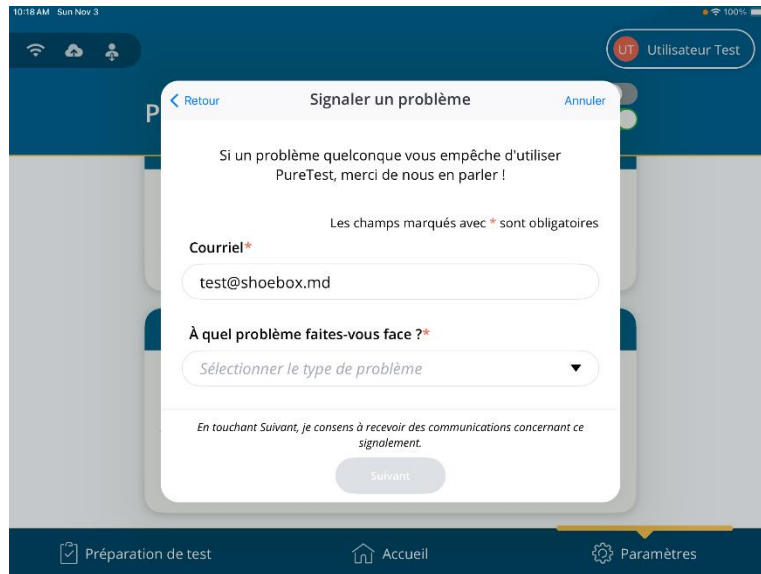 10:18 AM Sun Nov 3
100%
UT Utilisateur Test
P
Retour
Signaler un problème
Annuler
Si un problème quelconque vous empêche d'utiliser
PureTest, merci de nous en parler !
Les champs marqués avec * sont obligatoires
Courriel*
test@shoebox.md
À quel problème faites-vous face ?*
Sélectionner le type de problème
En touchant Suivant, je consens à recevoir des communications concernant ce
signalement.
Suivant
Préparation de test
Accueil
Paramètres